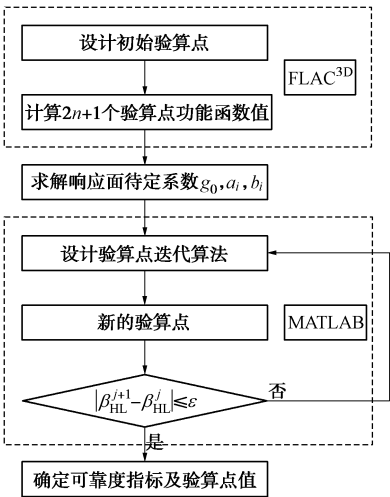 设计初始验算点
FLAC³ᴰ
计算2n+1个验算点功能函数值
求解响应面待定系数g₀,aᵢ,bᵢ
设计验算点迭代算法
新的验算点
MATLAB
|β_HL^{j+1}-β_HL^{j}|≤ε
否
是
确定可靠度指标及验算点值